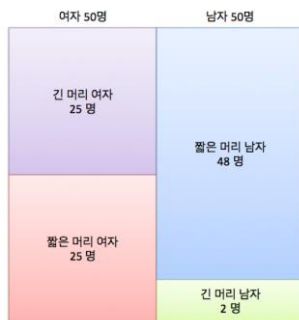 여자 50명
남자 50명
긴 머리 여자
25 명
짧은 머리 남자
48 명
짧은 머리 여자
25 명
긴 머리 남자
2 명